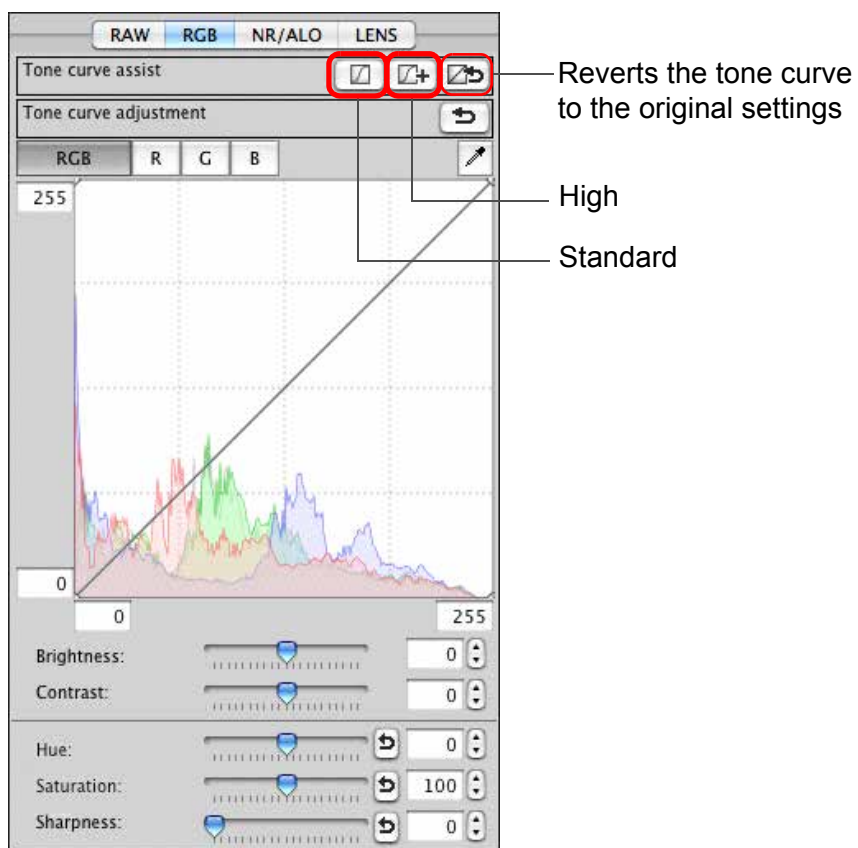 RAW RGB NR/ALO LENS
Tone curve assist
Reverts the tone curve
to the original settings
Tone curve adjustment
RGB R G B
High
255
Standard
0
0 255
Brightness: 0
Contrast: 0
Hue: 0
Saturation: 100
Sharpness: 0